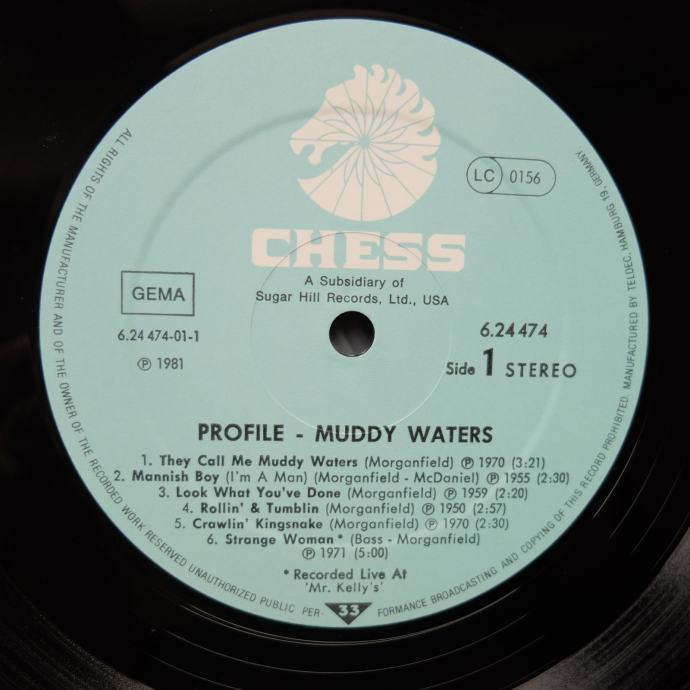 CHESS
A Subsidiary of
Sugar Hill Records, Ltd., USA
LC 0156
GEMA
6.24 474-01-1
℗ 1981
6.24 474
Side 1 STEREO
PROFILE - MUDDY WATERS
1. They Call Me Muddy Waters (Morganfield) ℗ 1970 (3:21)
2. Mannish Boy (I'm A Man) (Morganfield - McDaniel) ℗ 1955 (2:30)
3. Look What You've Done (Morganfield) ℗ 1959 (2:20)
4. Rollin' & Tumblin (Morganfield) ℗ 1950 (2:57)
5. Crawlin' Kingsnake (Morganfield) ℗ 1970 (2:30)
6. Strange Woman* (Bass - Morganfield)
℗ 1971 (5:00)
* Recorded Live At
'Mr. Kelly's'
33
ALL RIGHTS OF THE MANUFACTURER AND OF THE OWNER OF THE RECORDED WORK RESERVED UNAUTHORIZED PUBLIC PER- FORMANCE BROADCASTING AND COPYING OF THIS RECORD PROHIBITED. MANUFACTURED BY TELDEC, HAMBURG 19, GERMANY